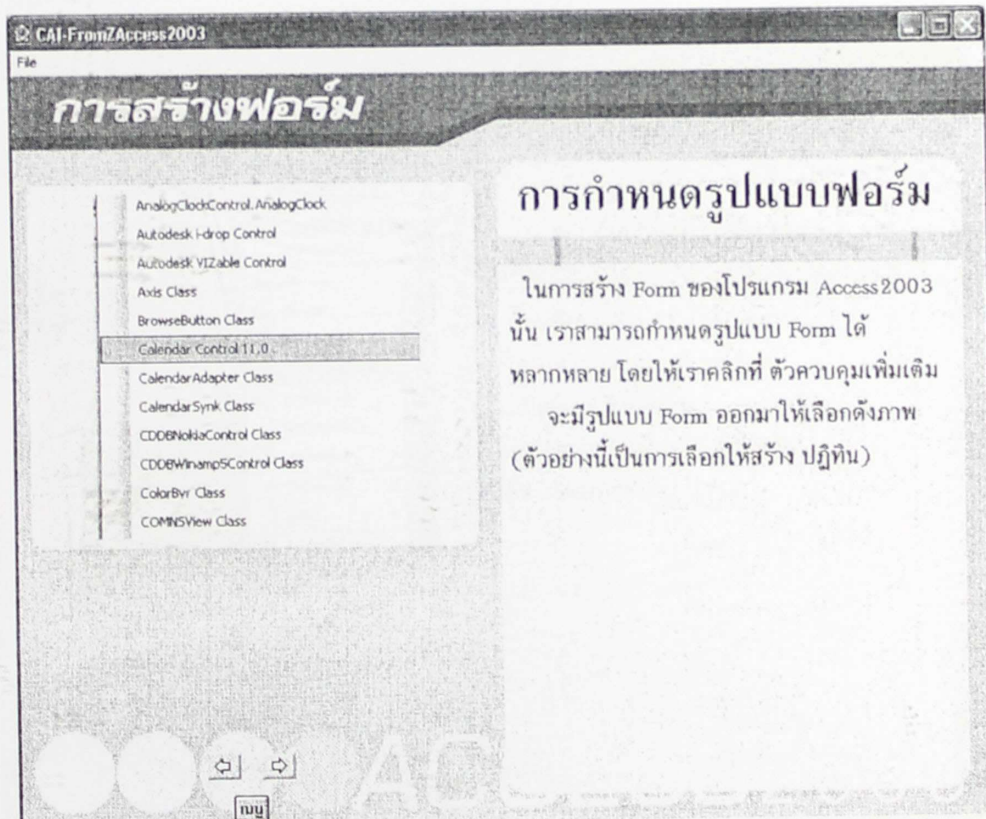 CAI-FromZAccess2003
File
การสร้างฟอร์ม
AnalogClockControl.AnalogClock
Autodesk i-drop Control
Autodesk VIZable Control
Axis Class
BrowseButton Class
Calendar Control 11.0
CalendarAdapter Class
CalendarSynk Class
CDDBNokiaControl Class
CDDBWinamp5Control Class
ColorBvr Class
COMNSView Class
การกำหนดรูปแบบฟอร์ม
ในการสร้าง Form ของโปรแกรม Access2003
นั้น เราสามารถกำหนดรูปแบบ Form ได้
หลากหลาย โดยให้เราคลิกที่ ตัวควบคุมเพิ่มเติม
จะมีรูปแบบ Form ออกมาให้เลือกดังภาพ
(ตัวอย่างนี้เป็นการเลือกให้สร้าง ปฏิทิน)
เมนู